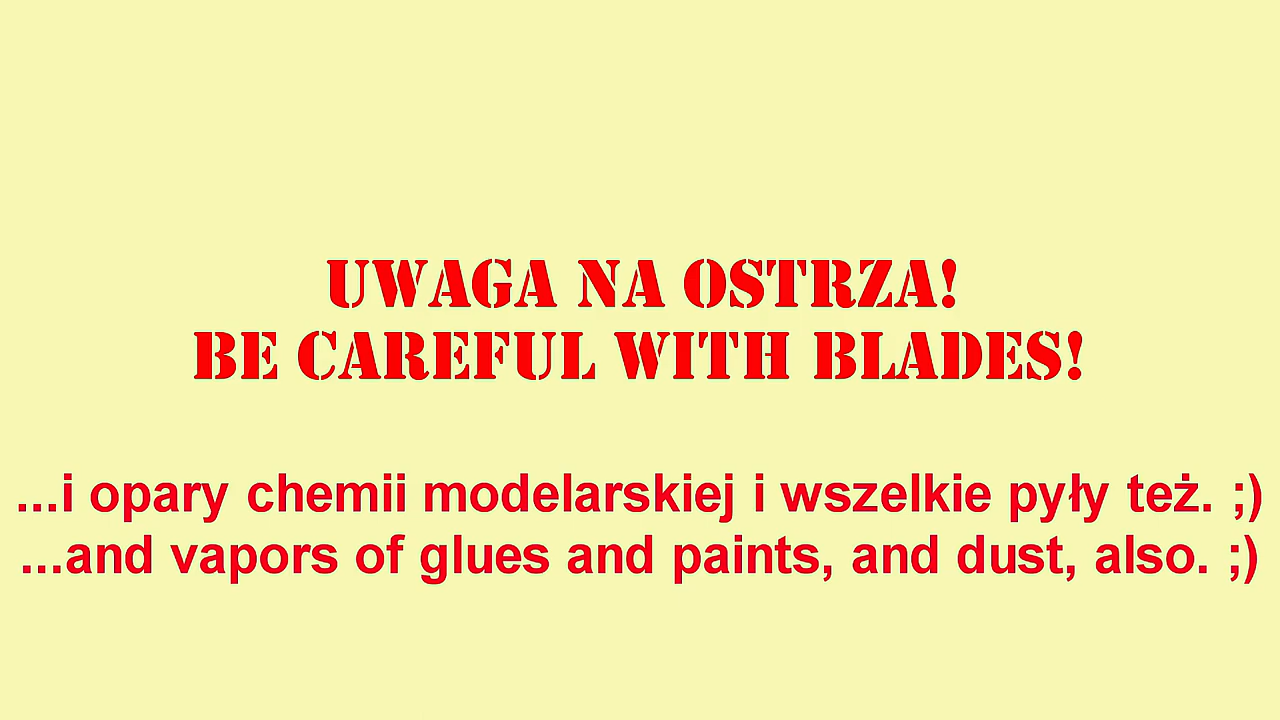 UWAGA NA OSTRZA!
BE CAREFUL WITH BLADES!
...i opary chemii modelarskiej i wszelkie pyły też. ;)
...and vapors of glues and paints, and dust, also. ;)